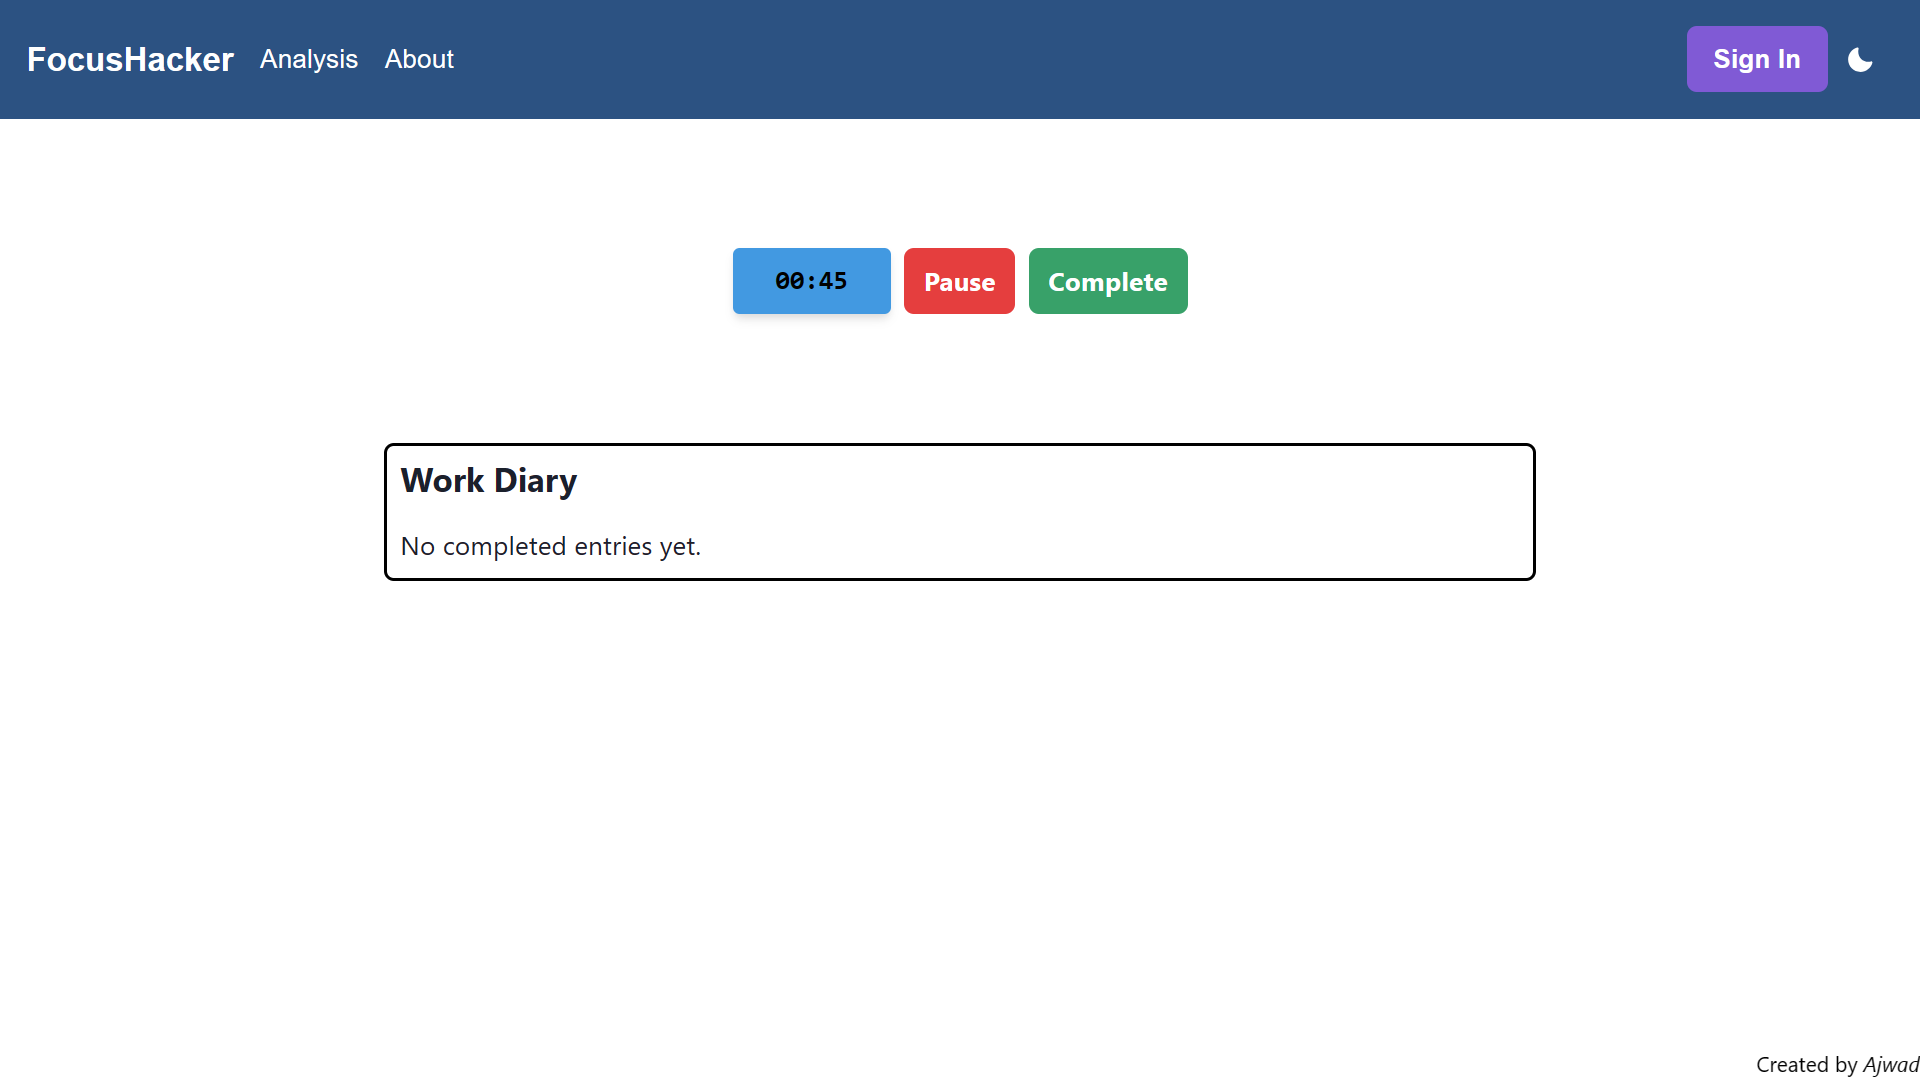 FocusHacker Analysis About Sign In
00:45 Pause Complete
Work Diary
No completed entries yet.
Created by Ajwad